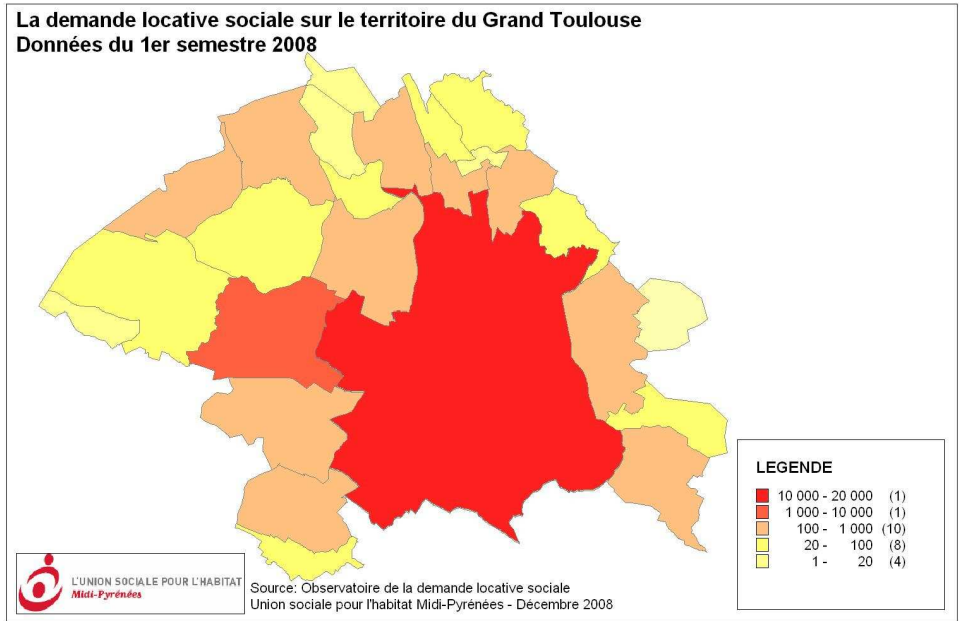 La demande locative sociale sur le territoire du Grand Toulouse
Données du 1er semestre 2008
LEGENDE
10 000 - 20 000 (1)
1 000 - 10 000 (1)
100 - 1 000 (10)
20 - 100 (8)
1 - 20 (4)
L'UNION SOCIALE POUR L'HABITAT
Midi-Pyrénées
Source: Observatoire de la demande locative sociale
Union sociale pour l'habitat Midi-Pyrénées - Décembre 2008